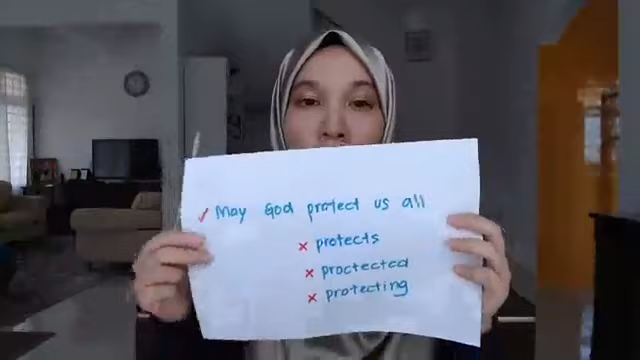 ✓ May God protect us all
× protects
× proctected
× protecting